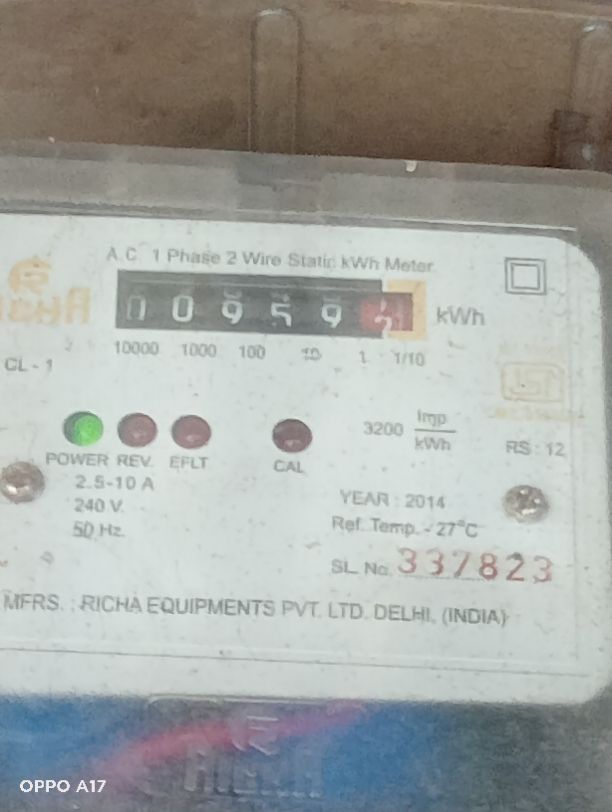 A.C. 1 Phase 2 Wire Static kWh Meter
0 0 9 5 9
kWh
10000 1000 100 10 1 1/10
CL - 1
3200 Imp
kWh
RS : 12
POWER REV. EFLT CAL
2.5-10 A
240 V.
50 Hz.
YEAR : 2014
Ref. Temp. - 27°C
SL. No. 337823
MFRS. : RICHA EQUIPMENTS PVT. LTD. DELHI, (INDIA)
OPPO A17